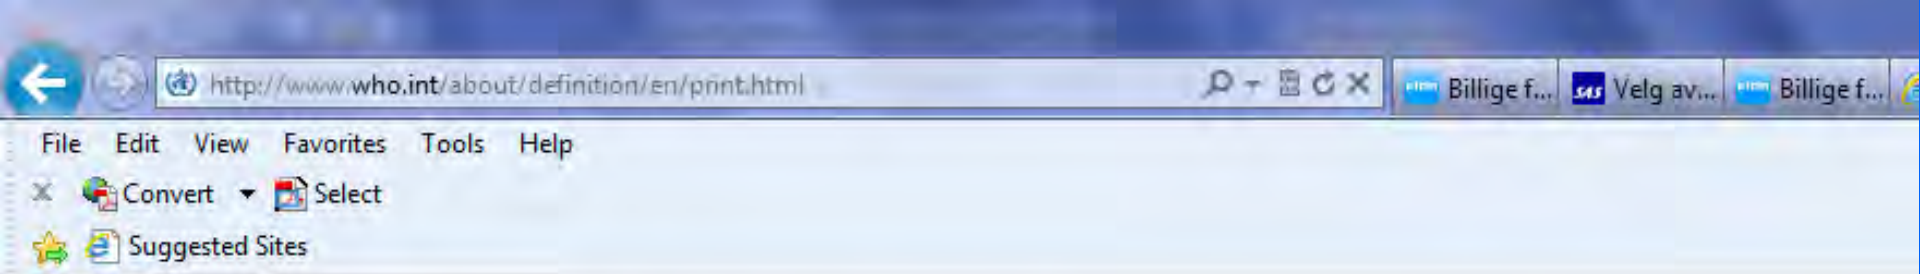 http://www.who.int/about/definition/en/print.html Billige f... SAS Velg av... Billige f...
File Edit View Favorites Tools Help
Convert Select
Suggested Sites